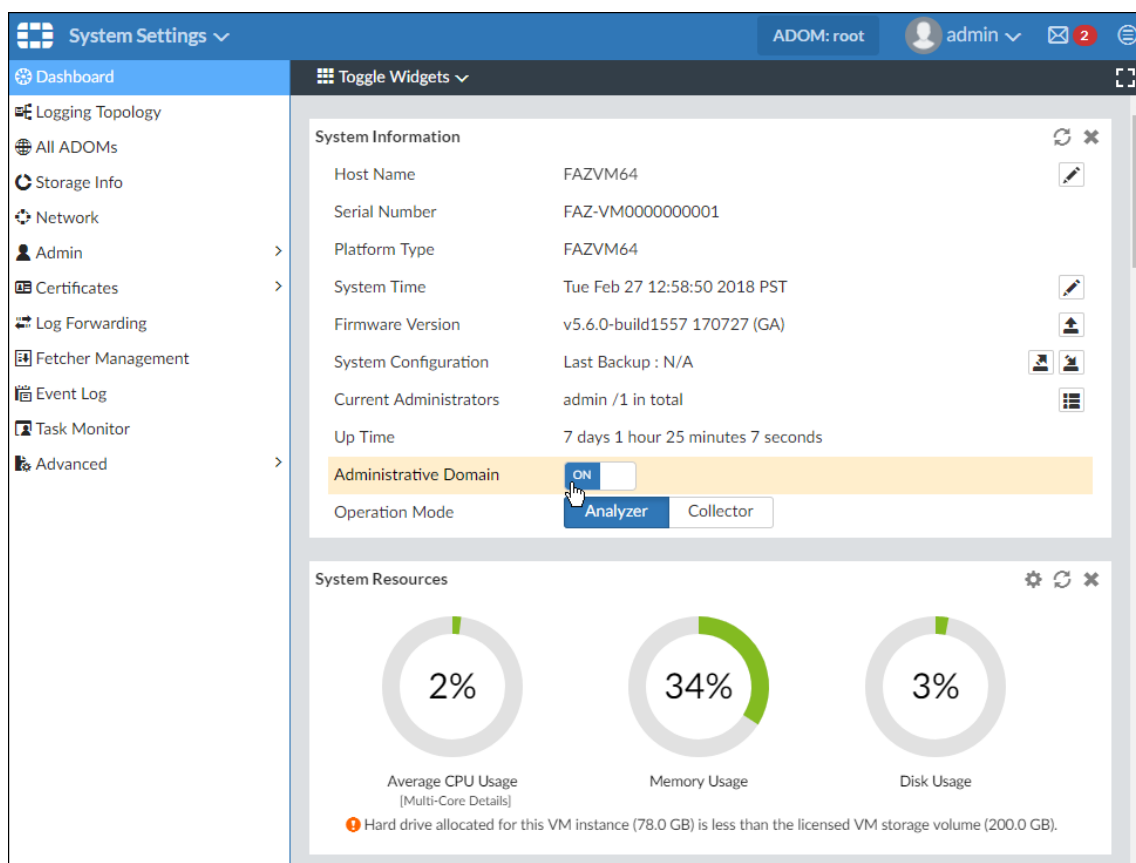 System Settings
ADOM: root
admin
2
Dashboard
Toggle Widgets
Logging Topology
All ADOMs
Storage Info
Network
Admin
Certificates
Log Forwarding
Fetcher Management
Event Log
Task Monitor
Advanced
System Information
Host Name FAZVM64
Serial Number FAZ-VM0000000001
Platform Type FAZVM64
System Time Tue Feb 27 12:58:50 2018 PST
Firmware Version v5.6.0-build1557 170727 (GA)
System Configuration Last Backup : N/A
Current Administrators admin /1 in total
Up Time 7 days 1 hour 25 minutes 7 seconds
Administrative Domain ON
Operation Mode Analyzer Collector
System Resources
2% 34% 3%
Average CPU Usage Memory Usage Disk Usage
[Multi-Core Details]
Hard drive allocated for this VM instance (78.0 GB) is less than the licensed VM storage volume (200.0 GB).